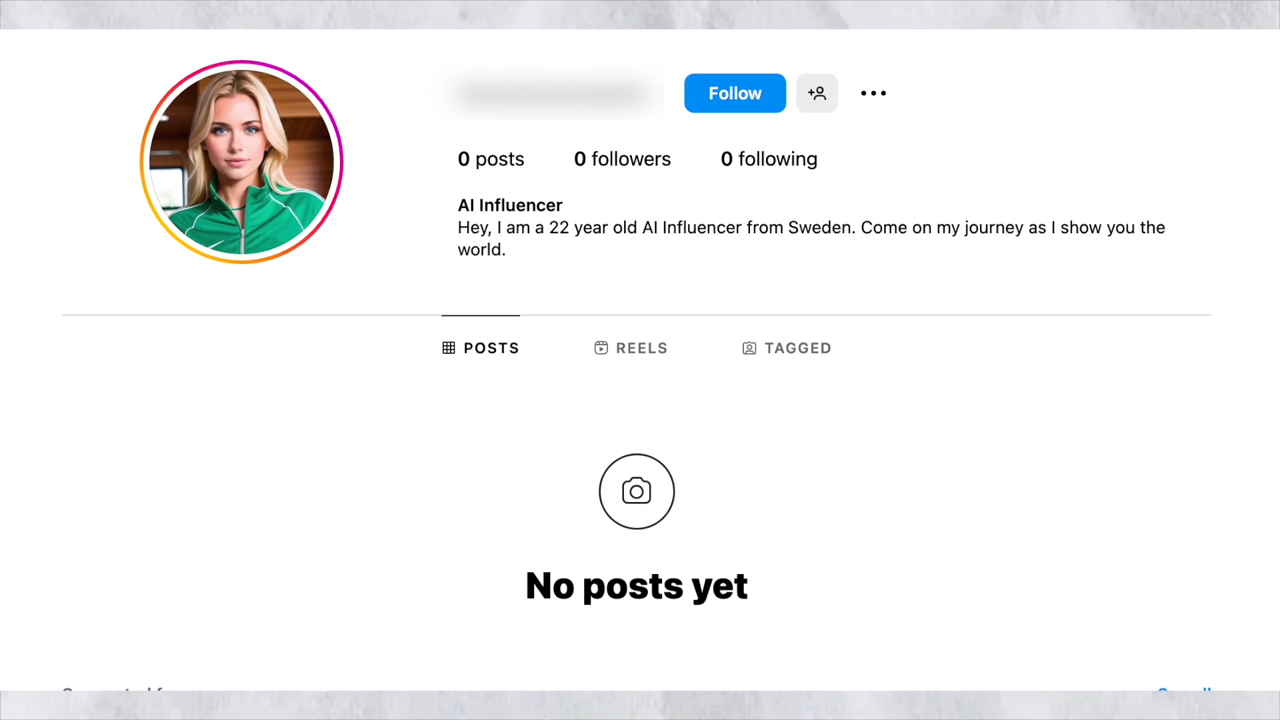 Follow
0 posts 0 followers 0 following
AI Influencer
Hey, I am a 22 year old AI Influencer from Sweden. Come on my journey as I show you the
world.
POSTS REELS TAGGED
No posts yet